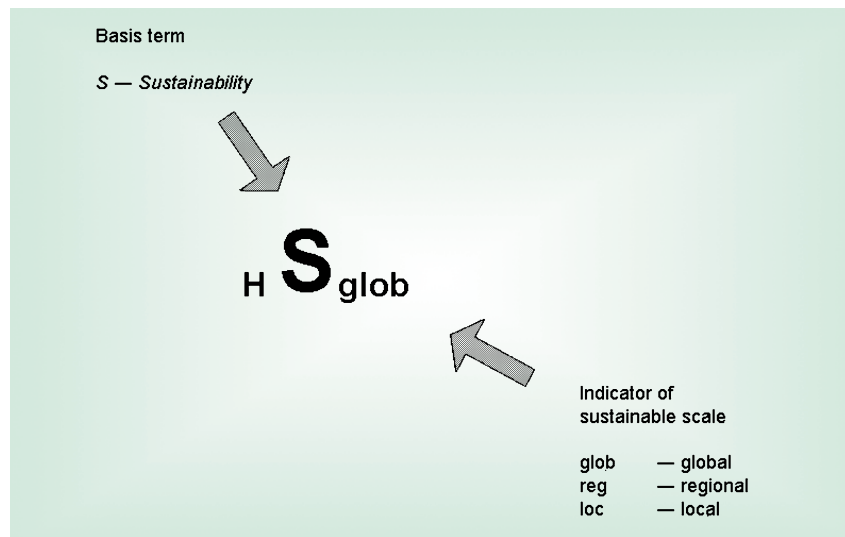 Basis term
S — Sustainability
H S glob
Indicator of
sustainable scale
glob — global
reg — regional
loc — local